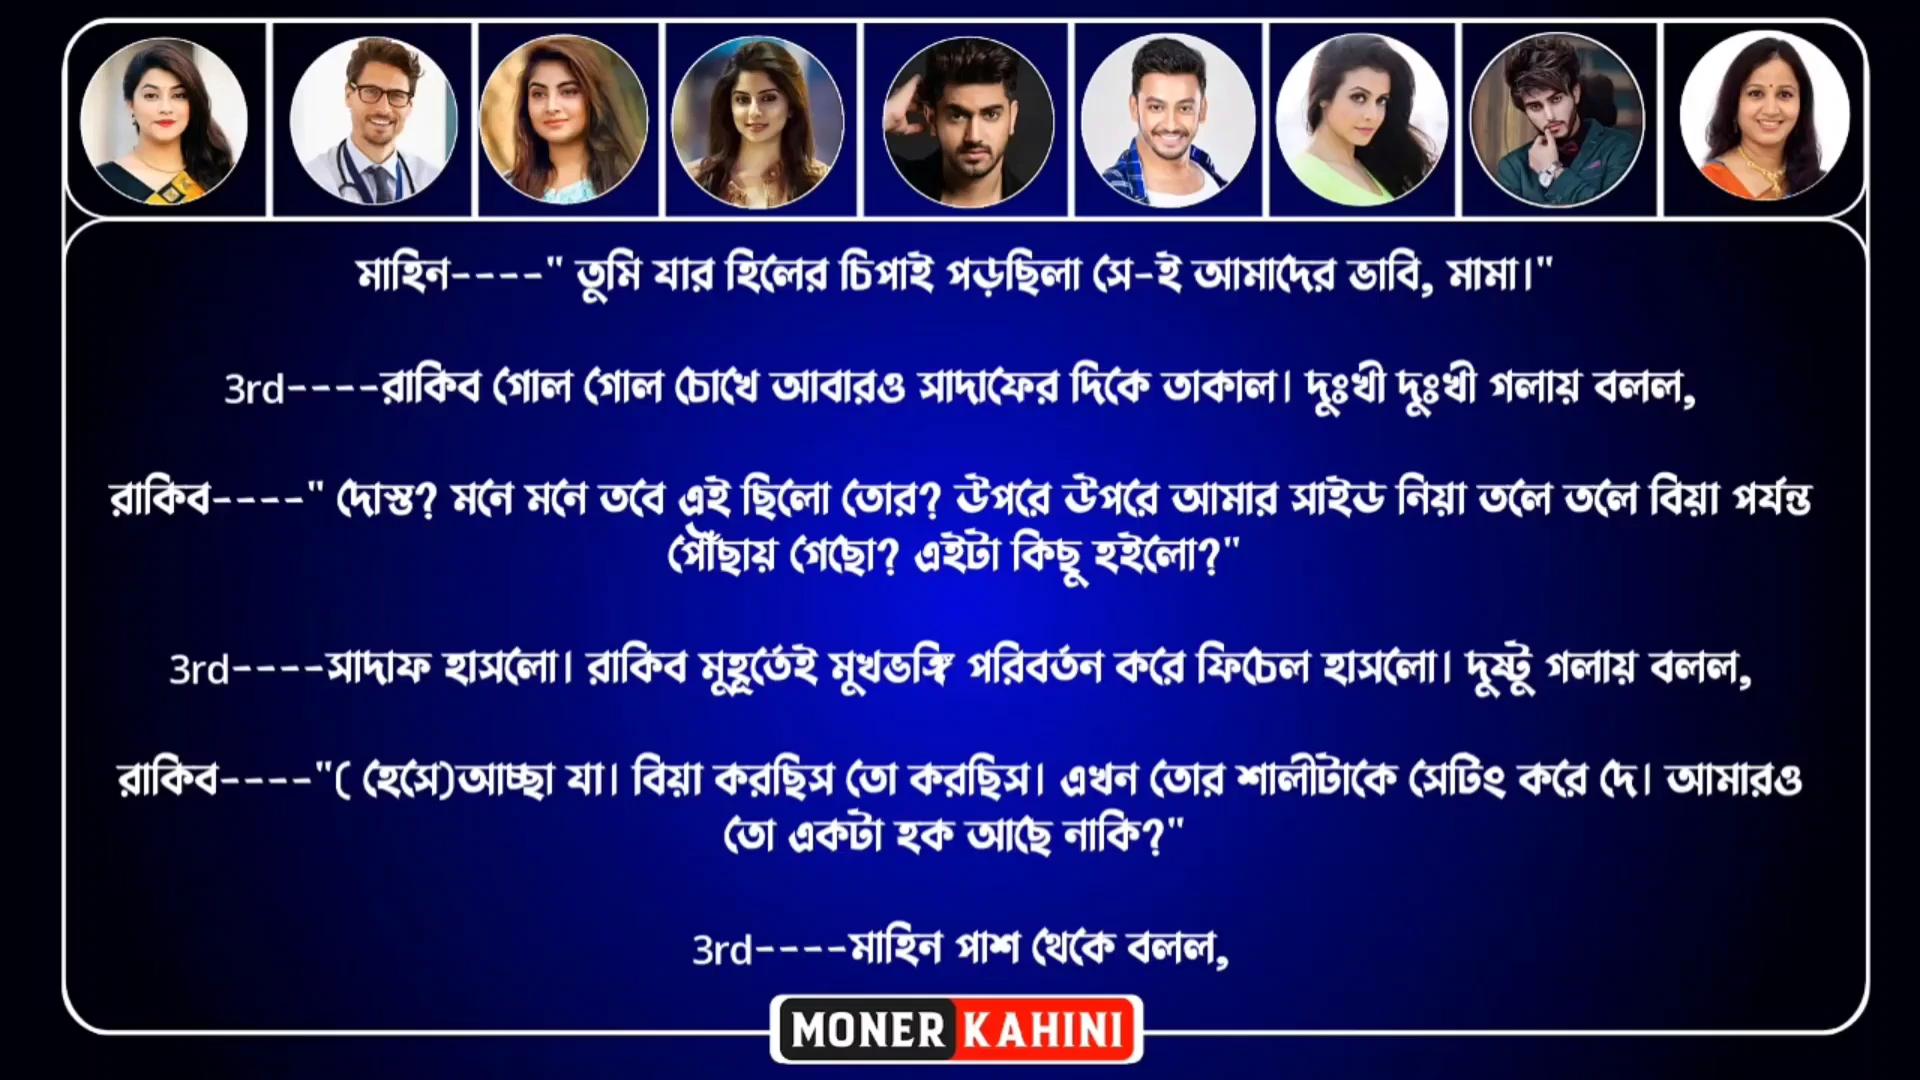 মাহিন----" তুমি যার হিলের চিপাই পড়ছিলা সে-ই আমাদের ভাবি, মামা।"
3rd----রাকিব গোল গোল চোখে আবারও সাদাফের দিকে তাকাল। দুঃখী দুঃখী গলায় বলল,
রাকিব----" দোস্ত? মনে মনে তবে এই ছিলো তোর? উপরে উপরে আমার সাইড নিয়া তলে তলে বিয়া পর্যন্ত
পৌঁছায় গেছো? এইটা কিছু হইলো?"
3rd----সাদাফ হাসলো। রাকিব মুহূর্তেই মুখভঙ্গি পরিবর্তন করে ফিচেল হাসলো। দুষ্টু গলায় বলল,
রাকিব----"( হেসে)আচ্ছা যা। বিয়া করছিস তো করছিস। এখন তোর শালীটাকে সেটিং করে দে। আমারও
তো একটা হক আছে নাকি?"
3rd----মাহিন পাশ থেকে বলল,
MONER KAHINI